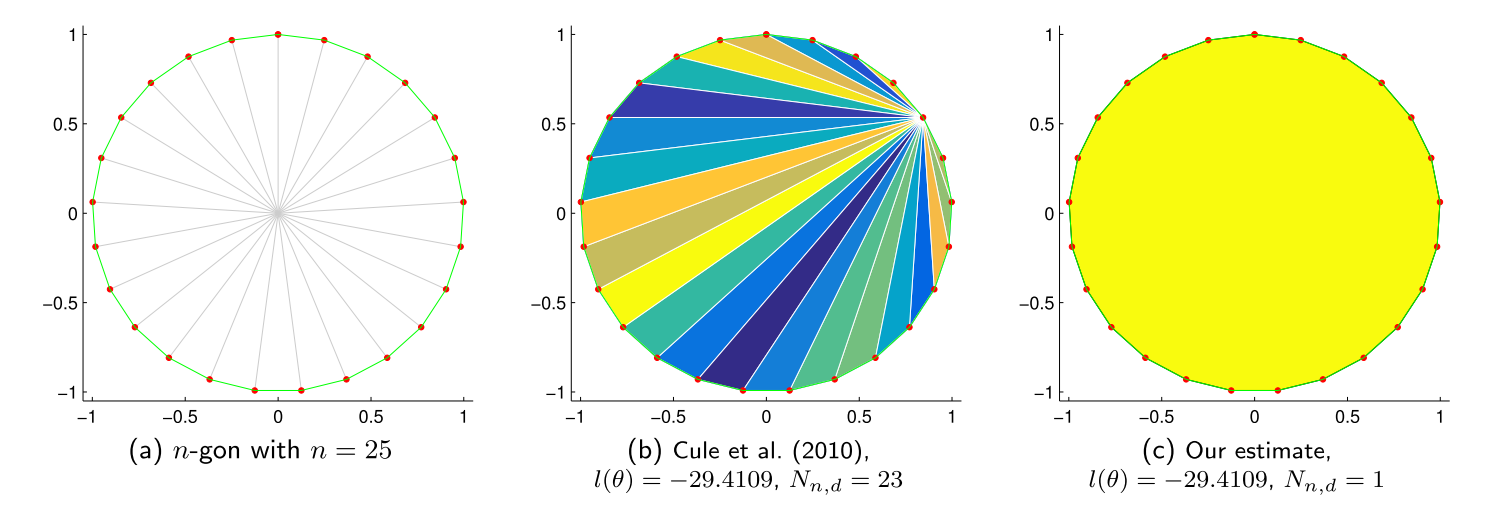 1
0.5
0
−0.5
−1
−1 −0.5 0 0.5 1
(a) n-gon with n = 25
1
0.5
0
−0.5
−1
−1 −0.5 0 0.5 1
(b) Cule et al. (2010),
l(θ) = −29.4109, N_{n,d} = 23
1
0.5
0
−0.5
−1
−1 −0.5 0 0.5 1
(c) Our estimate,
l(θ) = −29.4109, N_{n,d} = 1